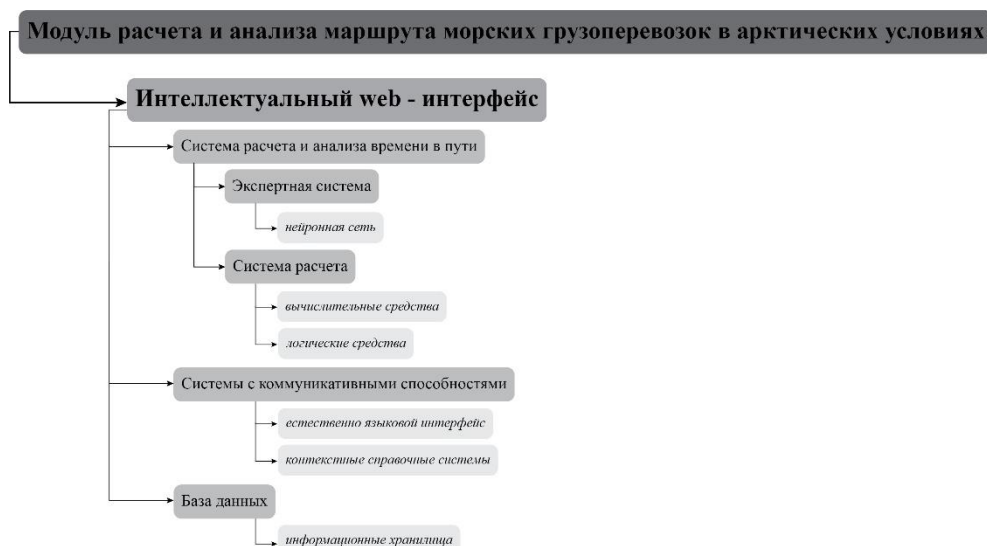 Модуль расчета и анализа маршрута морских грузоперевозок в арктических условиях
Интеллектуальный web - интерфейс
Система расчета и анализа времени в пути
Экспертная система
нейронная сеть
Система расчета
вычислительные средства
логические средства
Системы с коммуникативными способностями
естественно языковой интерфейс
контекстные справочные системы
База данных
информационные хранилища